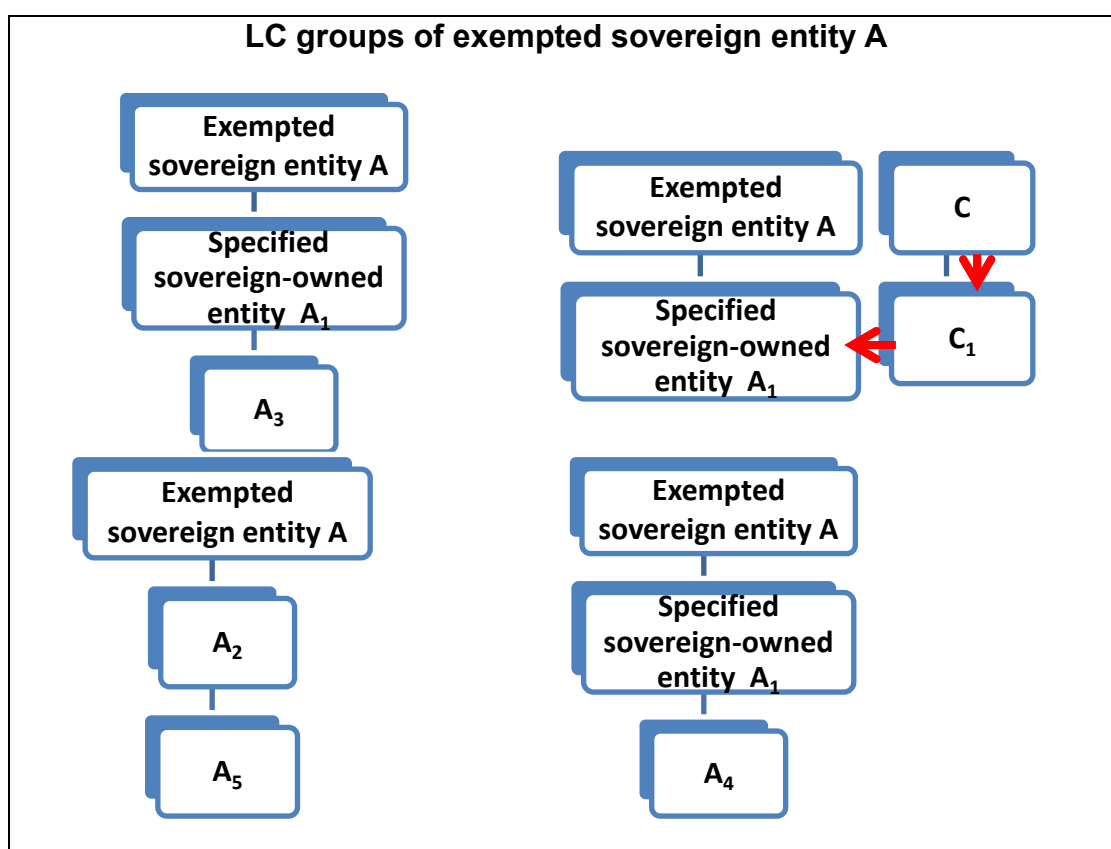 LC groups of exempted sovereign entity A
Exempted
sovereign entity A
Specified
sovereign-owned
entity A₁
A₃
Exempted
sovereign entity A
C
Specified
sovereign-owned
entity A₁
C₁
Exempted
sovereign entity A
A₂
A₅
Exempted
sovereign entity A
Specified
sovereign-owned
entity A₁
A₄